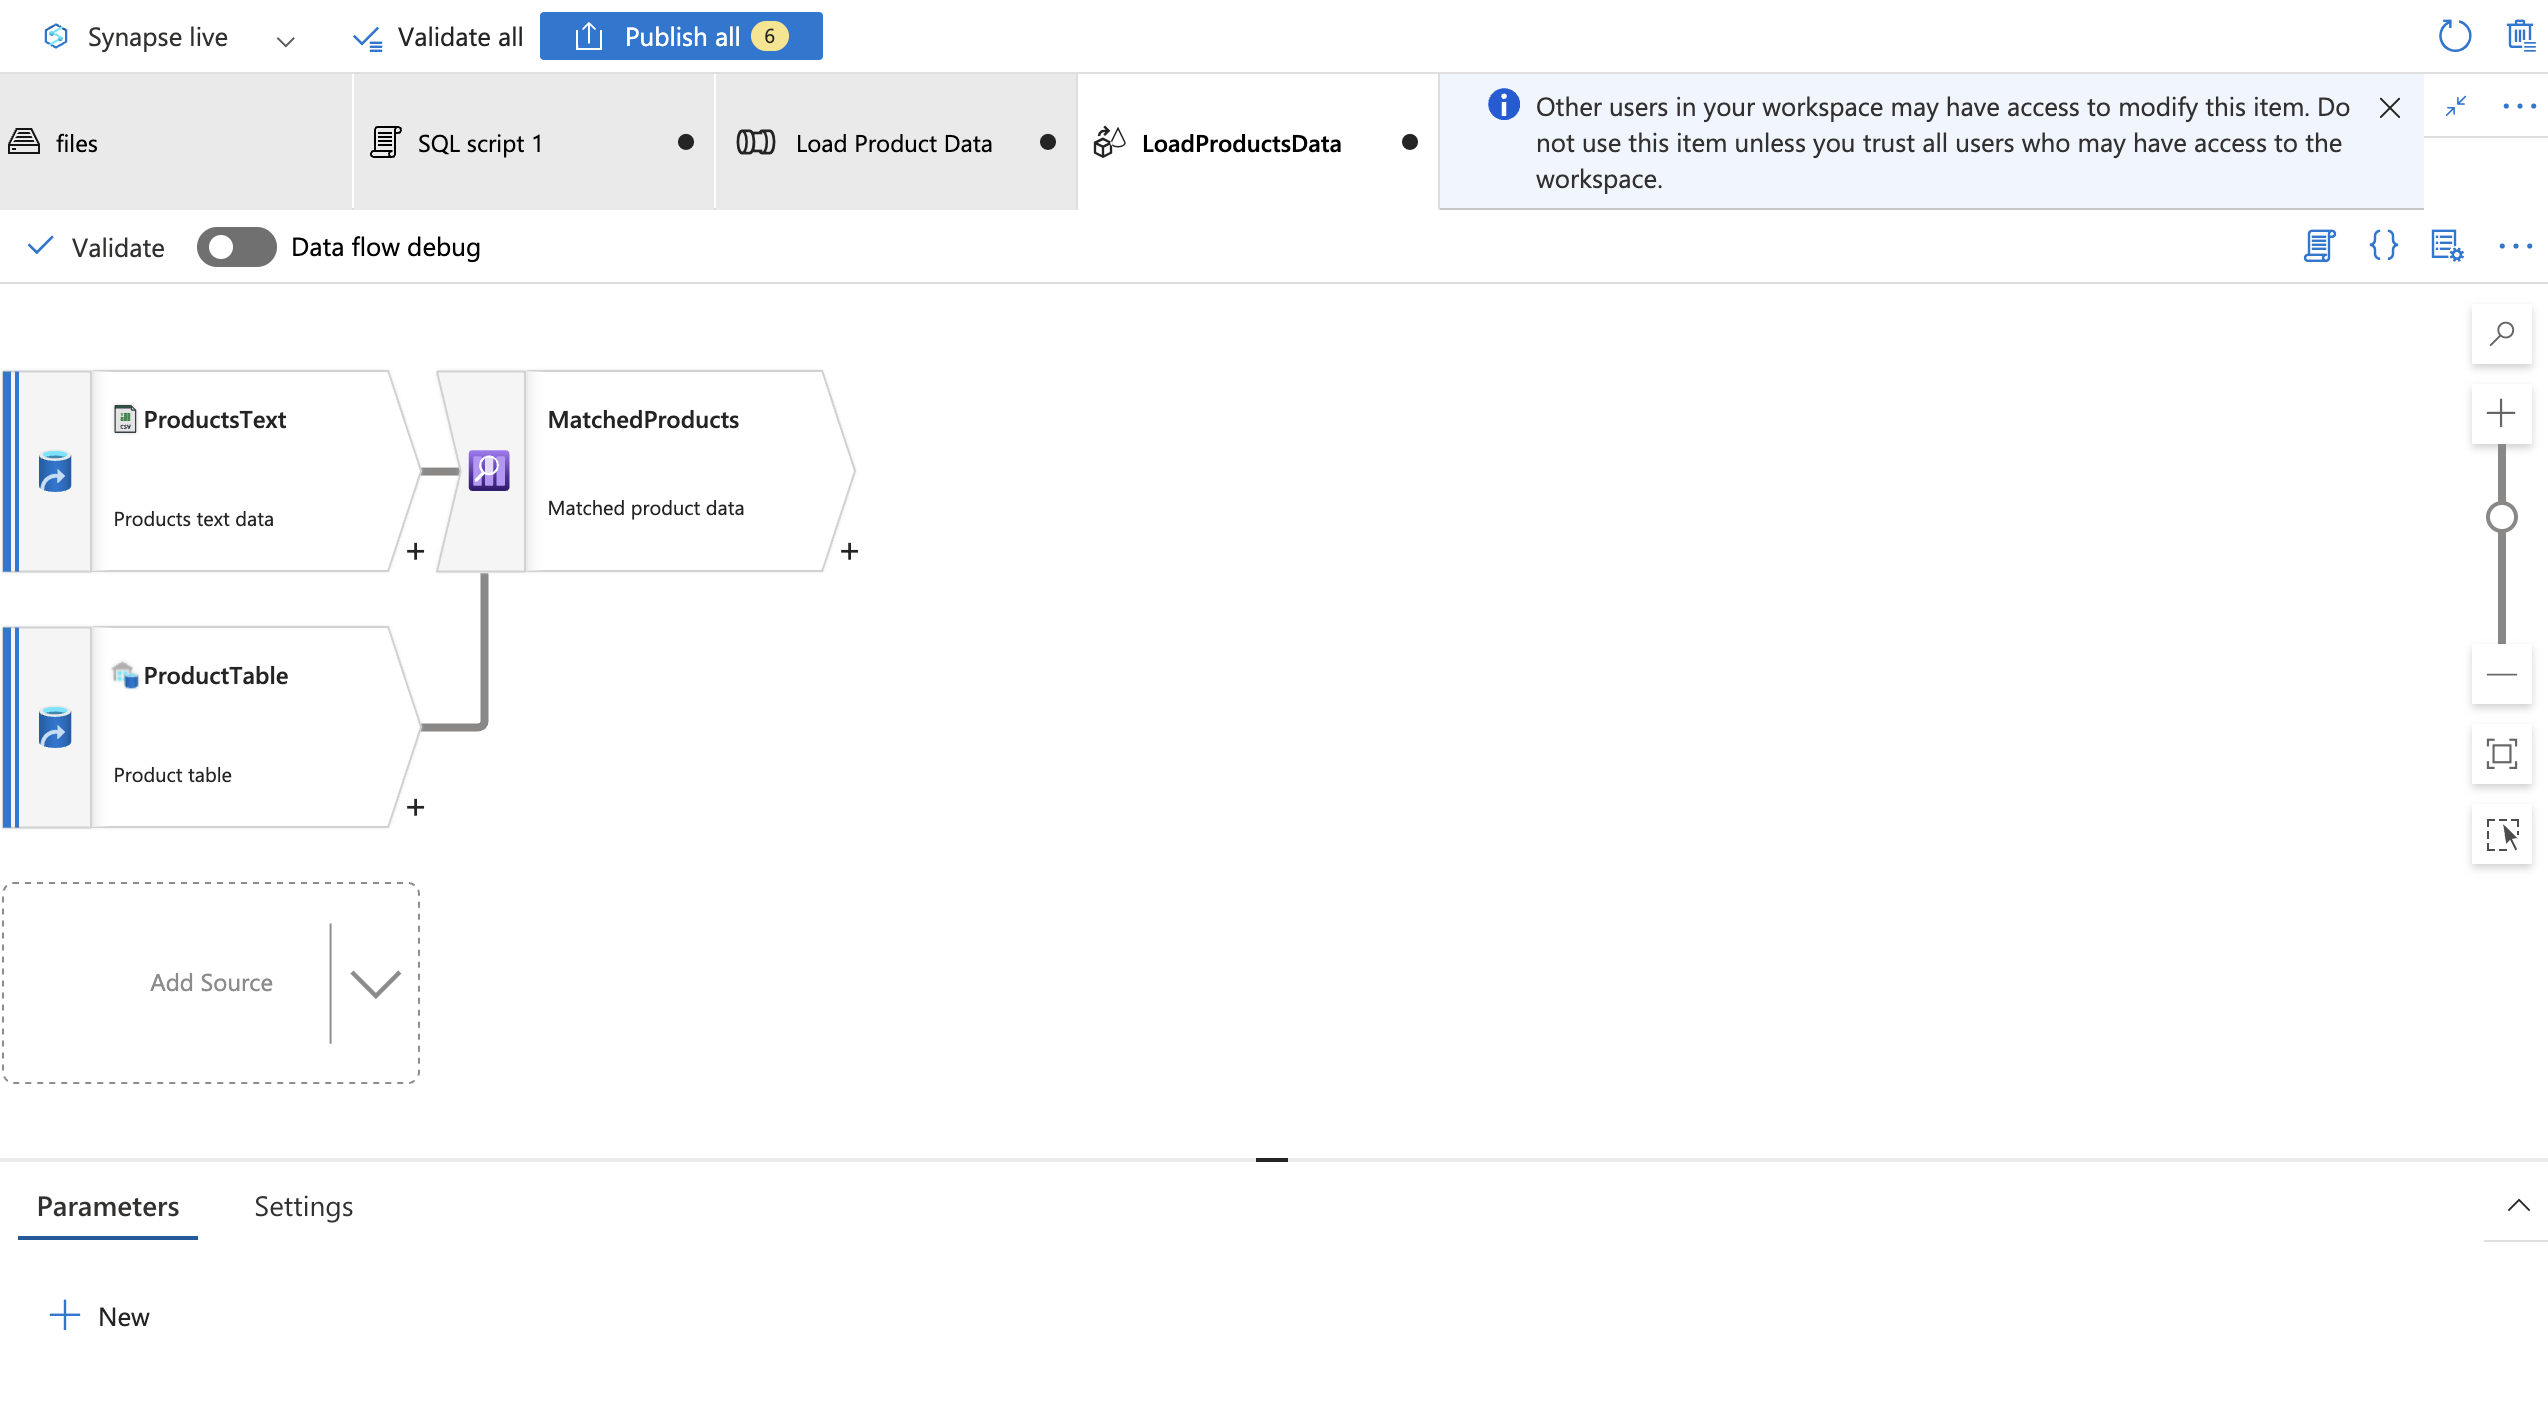 Synapse live
Validate all
Publish all 6
files
SQL script 1
Load Product Data
LoadProductsData
Other users in your workspace may have access to modify this item. Do
not use this item unless you trust all users who may have access to the
workspace.
Validate
Data flow debug
ProductsText
Products text data
+
MatchedProducts
Matched product data
+
ProductTable
Product table
+
Add Source
Parameters
Settings
New